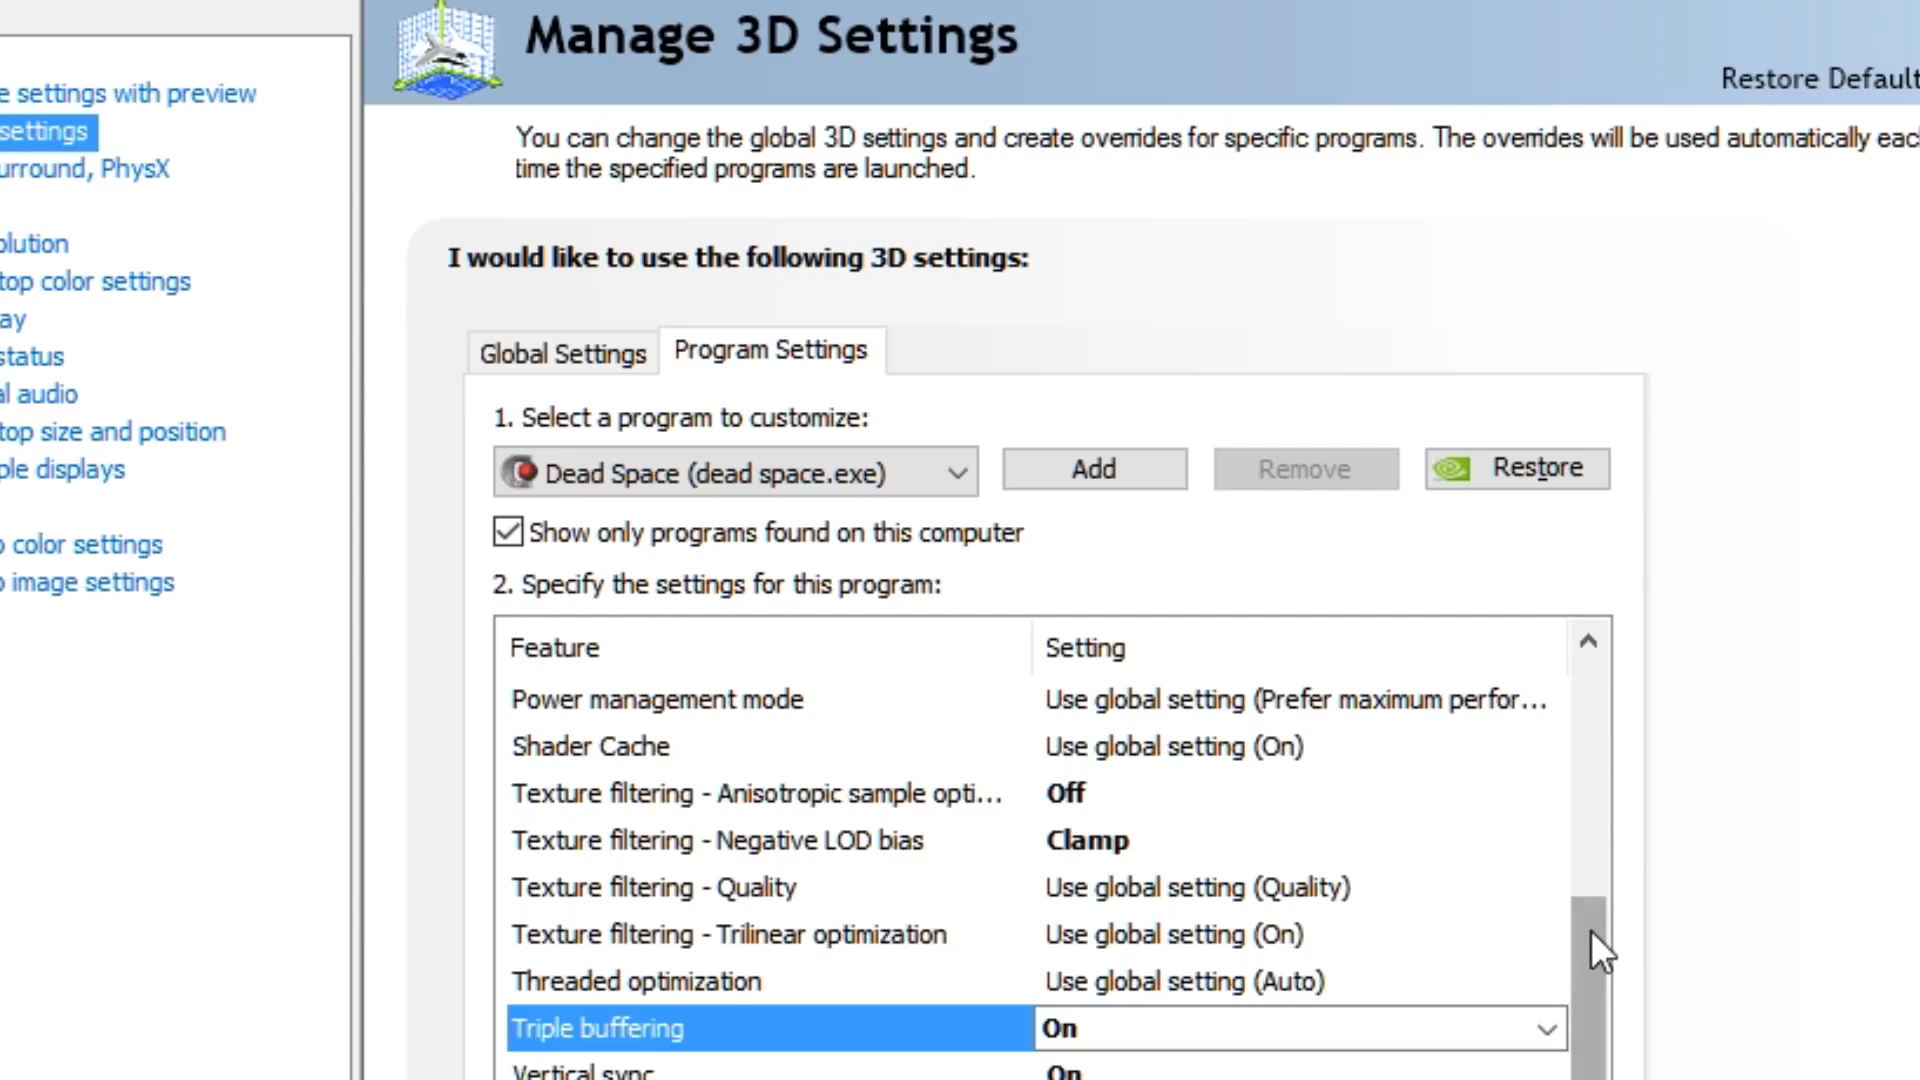 Manage 3D Settings
Restore Default
You can change the global 3D settings and create overrides for specific programs. The overrides will be used automatically eac
time the specified programs are launched.
e settings with preview
settings
urround, PhysX
olution
top color settings
ay
status
al audio
top size and position
ple displays
o color settings
o image settings
I would like to use the following 3D settings:
Global Settings Program Settings
1. Select a program to customize:
Dead Space (dead space.exe) Add Remove Restore
Show only programs found on this computer
2. Specify the settings for this program:
Feature Setting
Power management mode Use global setting (Prefer maximum perfor...
Shader Cache Use global setting (On)
Texture filtering - Anisotropic sample opti... Off
Texture filtering - Negative LOD bias Clamp
Texture filtering - Quality Use global setting (Quality)
Texture filtering - Trilinear optimization Use global setting (On)
Threaded optimization Use global setting (Auto)
Triple buffering On
Vertical sync On